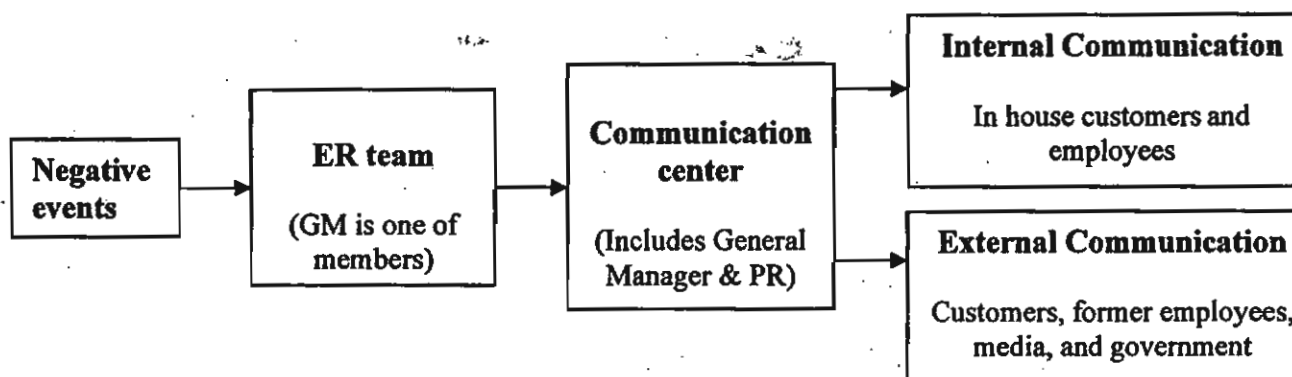 Negative
events
ER team
(GM is one of
members)
Communication
center
(Includes General
Manager & PR)
Internal Communication
In house customers and
employees
External Communication
Customers, former employees,
media, and government